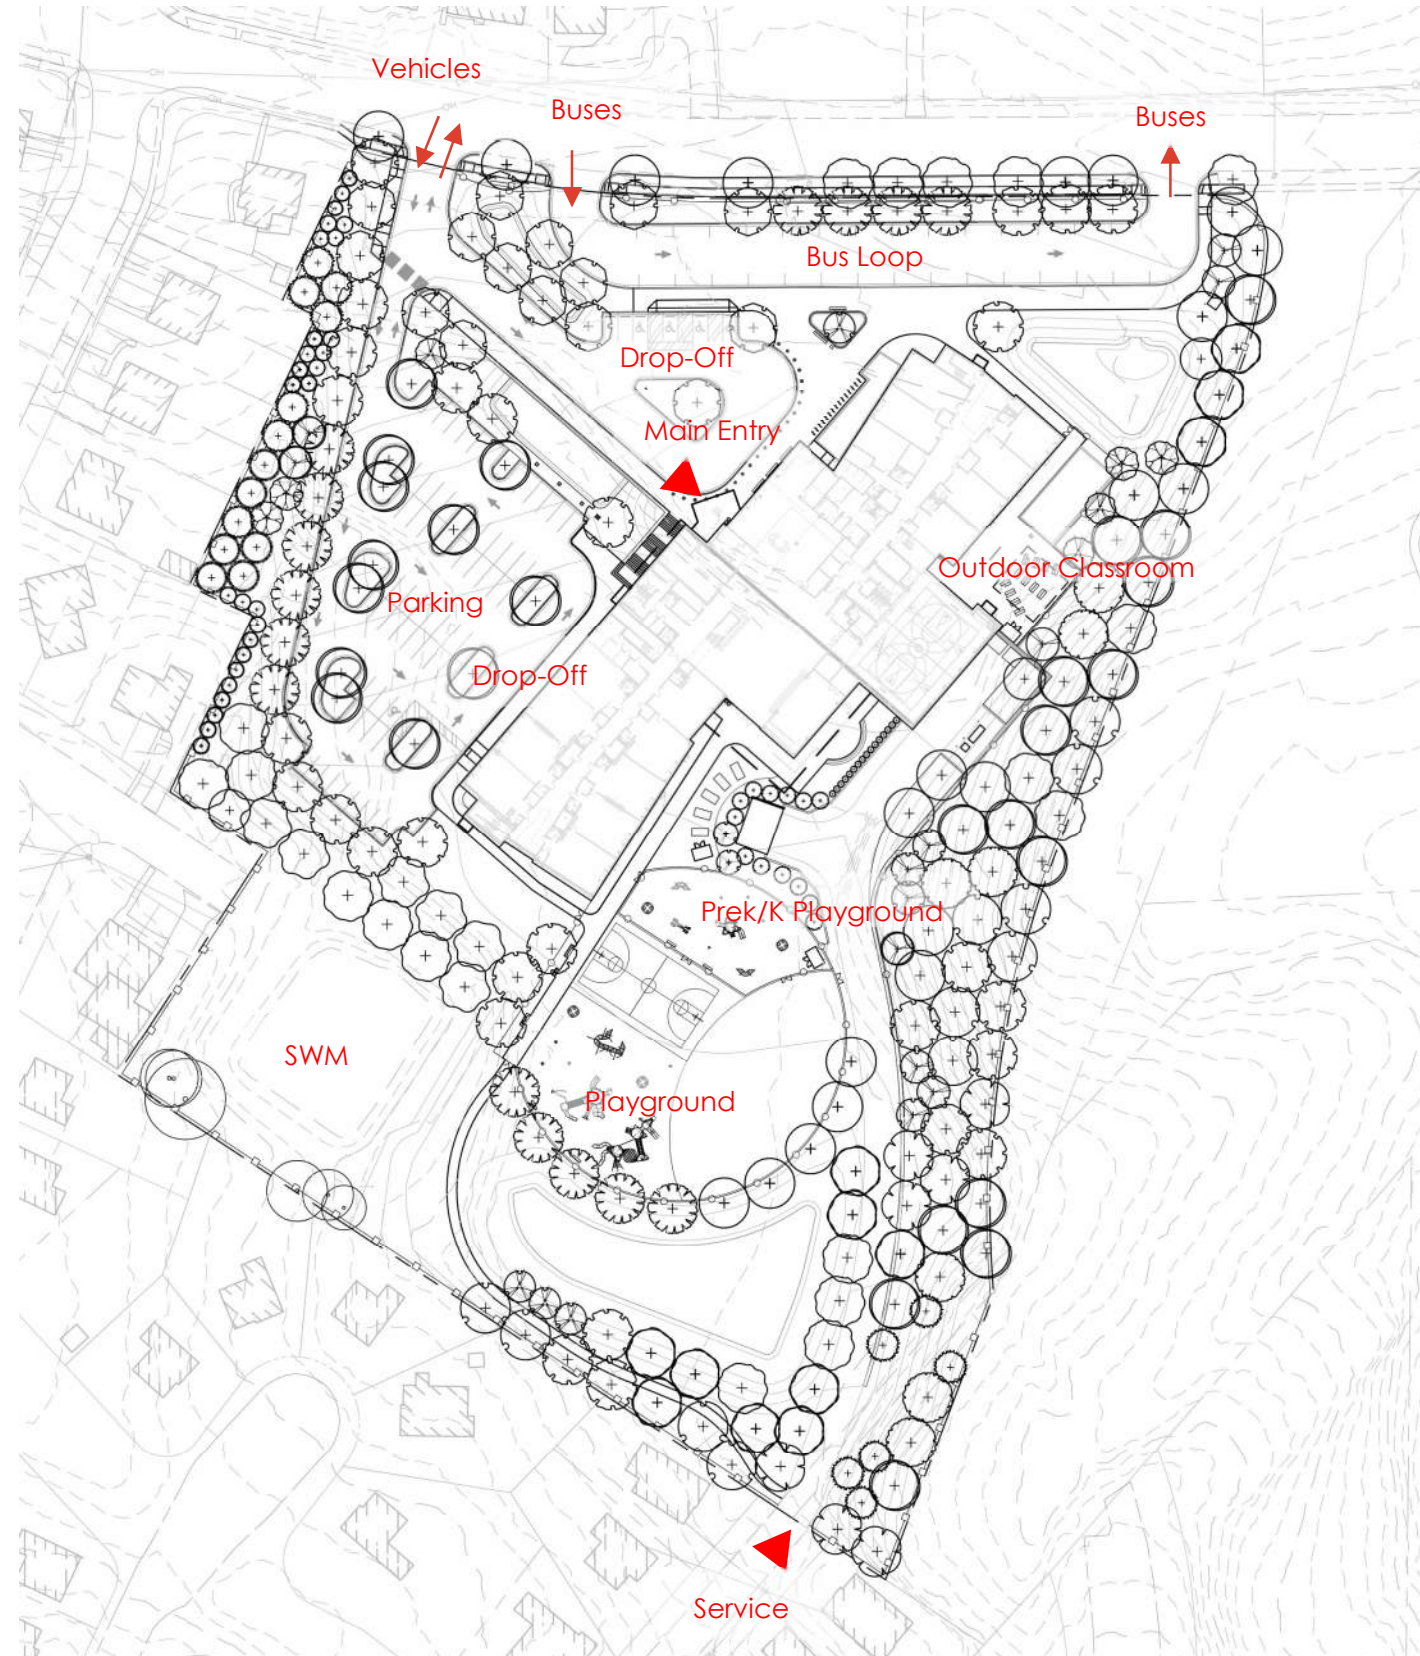 Vehicles
Buses
Buses
Bus Loop
Drop-Off
Main Entry
Outdoor Classroom
Parking
Drop-Off
Prek/K Playground
SWM
Playground
Service